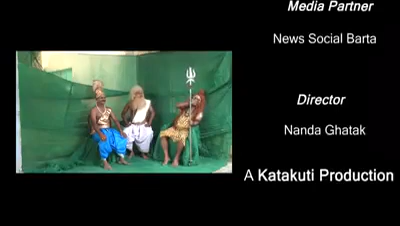 Media Partner
News Social Barta
Director
Nanda Ghatak
A Katakuti Production